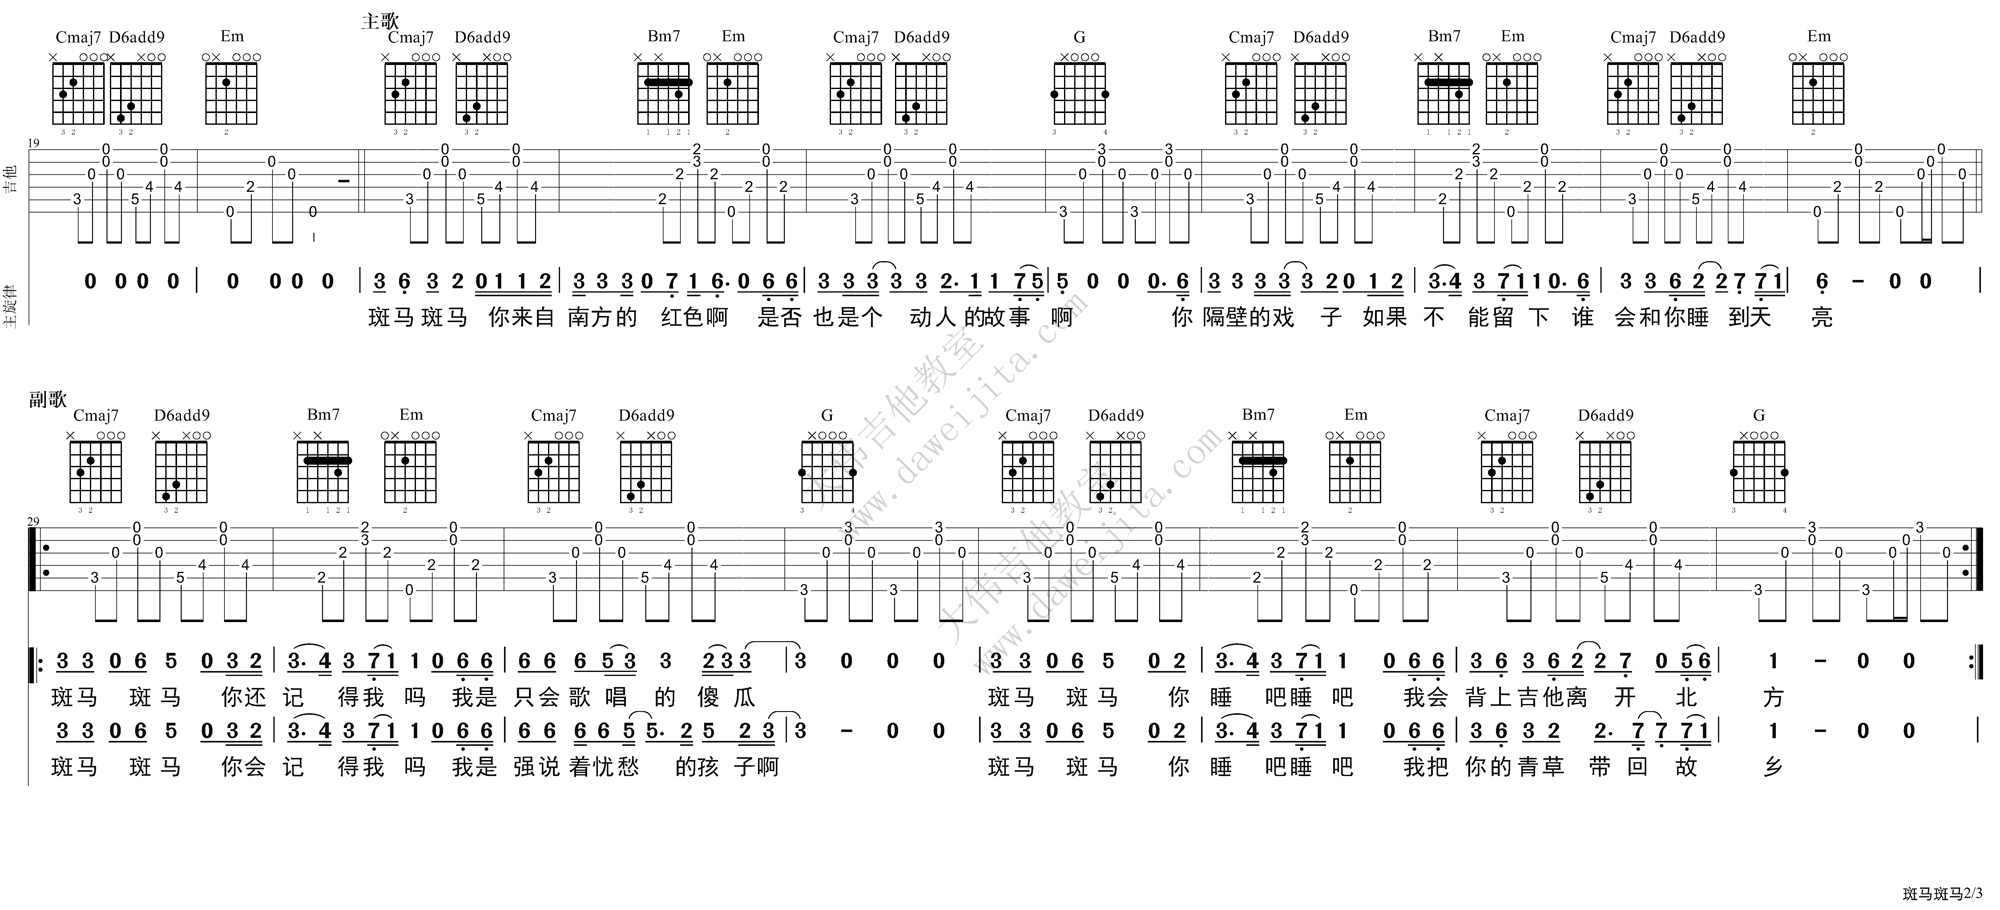 主歌
Cmaj7 D6add9 Em Cmaj7 D6add9 Bm7 Em Cmaj7 D6add9 G Cmaj7 D6add9 Bm7 Em Cmaj7 D6add9 Em
19
吉他
主旋律
0 0 0 0 | 0 0 0 0 | 3 6 3 2 0 1 1 2 | 3 3 3 0 7 1 6. 0 6 6 | 3 3 3 3 3 2. 1 1 7 5 | 5 0 0 0. 6 | 3 3 3 3 3 2 0 1 2 | 3. 4 3 7 1 1 0. 6 | 3 3 6 2 2 7 7 1 | 6 - 0 0 |
斑马 斑马 你来自 南方的 红色啊 是否 也是个 动人的故事 啊 你 隔壁的戏 子 如果 不 能留 下 谁 会和你睡 到天 亮
副歌
Cmaj7 D6add9 Bm7 Em Cmaj7 D6add9 G Cmaj7 D6add9 Bm7 Em Cmaj7 D6add9 G
29
3 3 0 6 5 0 3 2 | 3. 4 3 7 1 1 0 6 6 | 6 6 6 5 3 3 2 3 3 | 3 0 0 0 | 3 3 0 6 5 0 2 | 3. 4 3 7 1 1 0 6 6 | 3 6 3 6 2 2 7 0 5 6 | 1 - 0 0
斑马 斑马 你还 记 得我 吗 我是 只会歌 唱 的 傻 瓜 斑马 斑马 你 睡 吧睡 吧 我会 背上吉他离 开 北 方
3 3 0 6 5 0 3 2 | 3. 4 3 7 1 1 0 6 6 | 6 6 6 6 5 5. 2 5 2 3 | 3 - 0 0 | 3 3 0 6 5 0 2 | 3. 4 3 7 1 1 0 6 6 | 3 6 3 2 2. 7 7 7 1 | 1 - 0 0 |
斑马 斑马 你会 记 得我 吗 我是 强说着忧愁 的孩 子啊 斑马 斑马 你 睡 吧睡 吧 我把 你的青草 带 回 故 乡
大伟吉他教室
www.daweijita.com
大伟吉他教室
www.daweijita.com
斑马斑马2/3